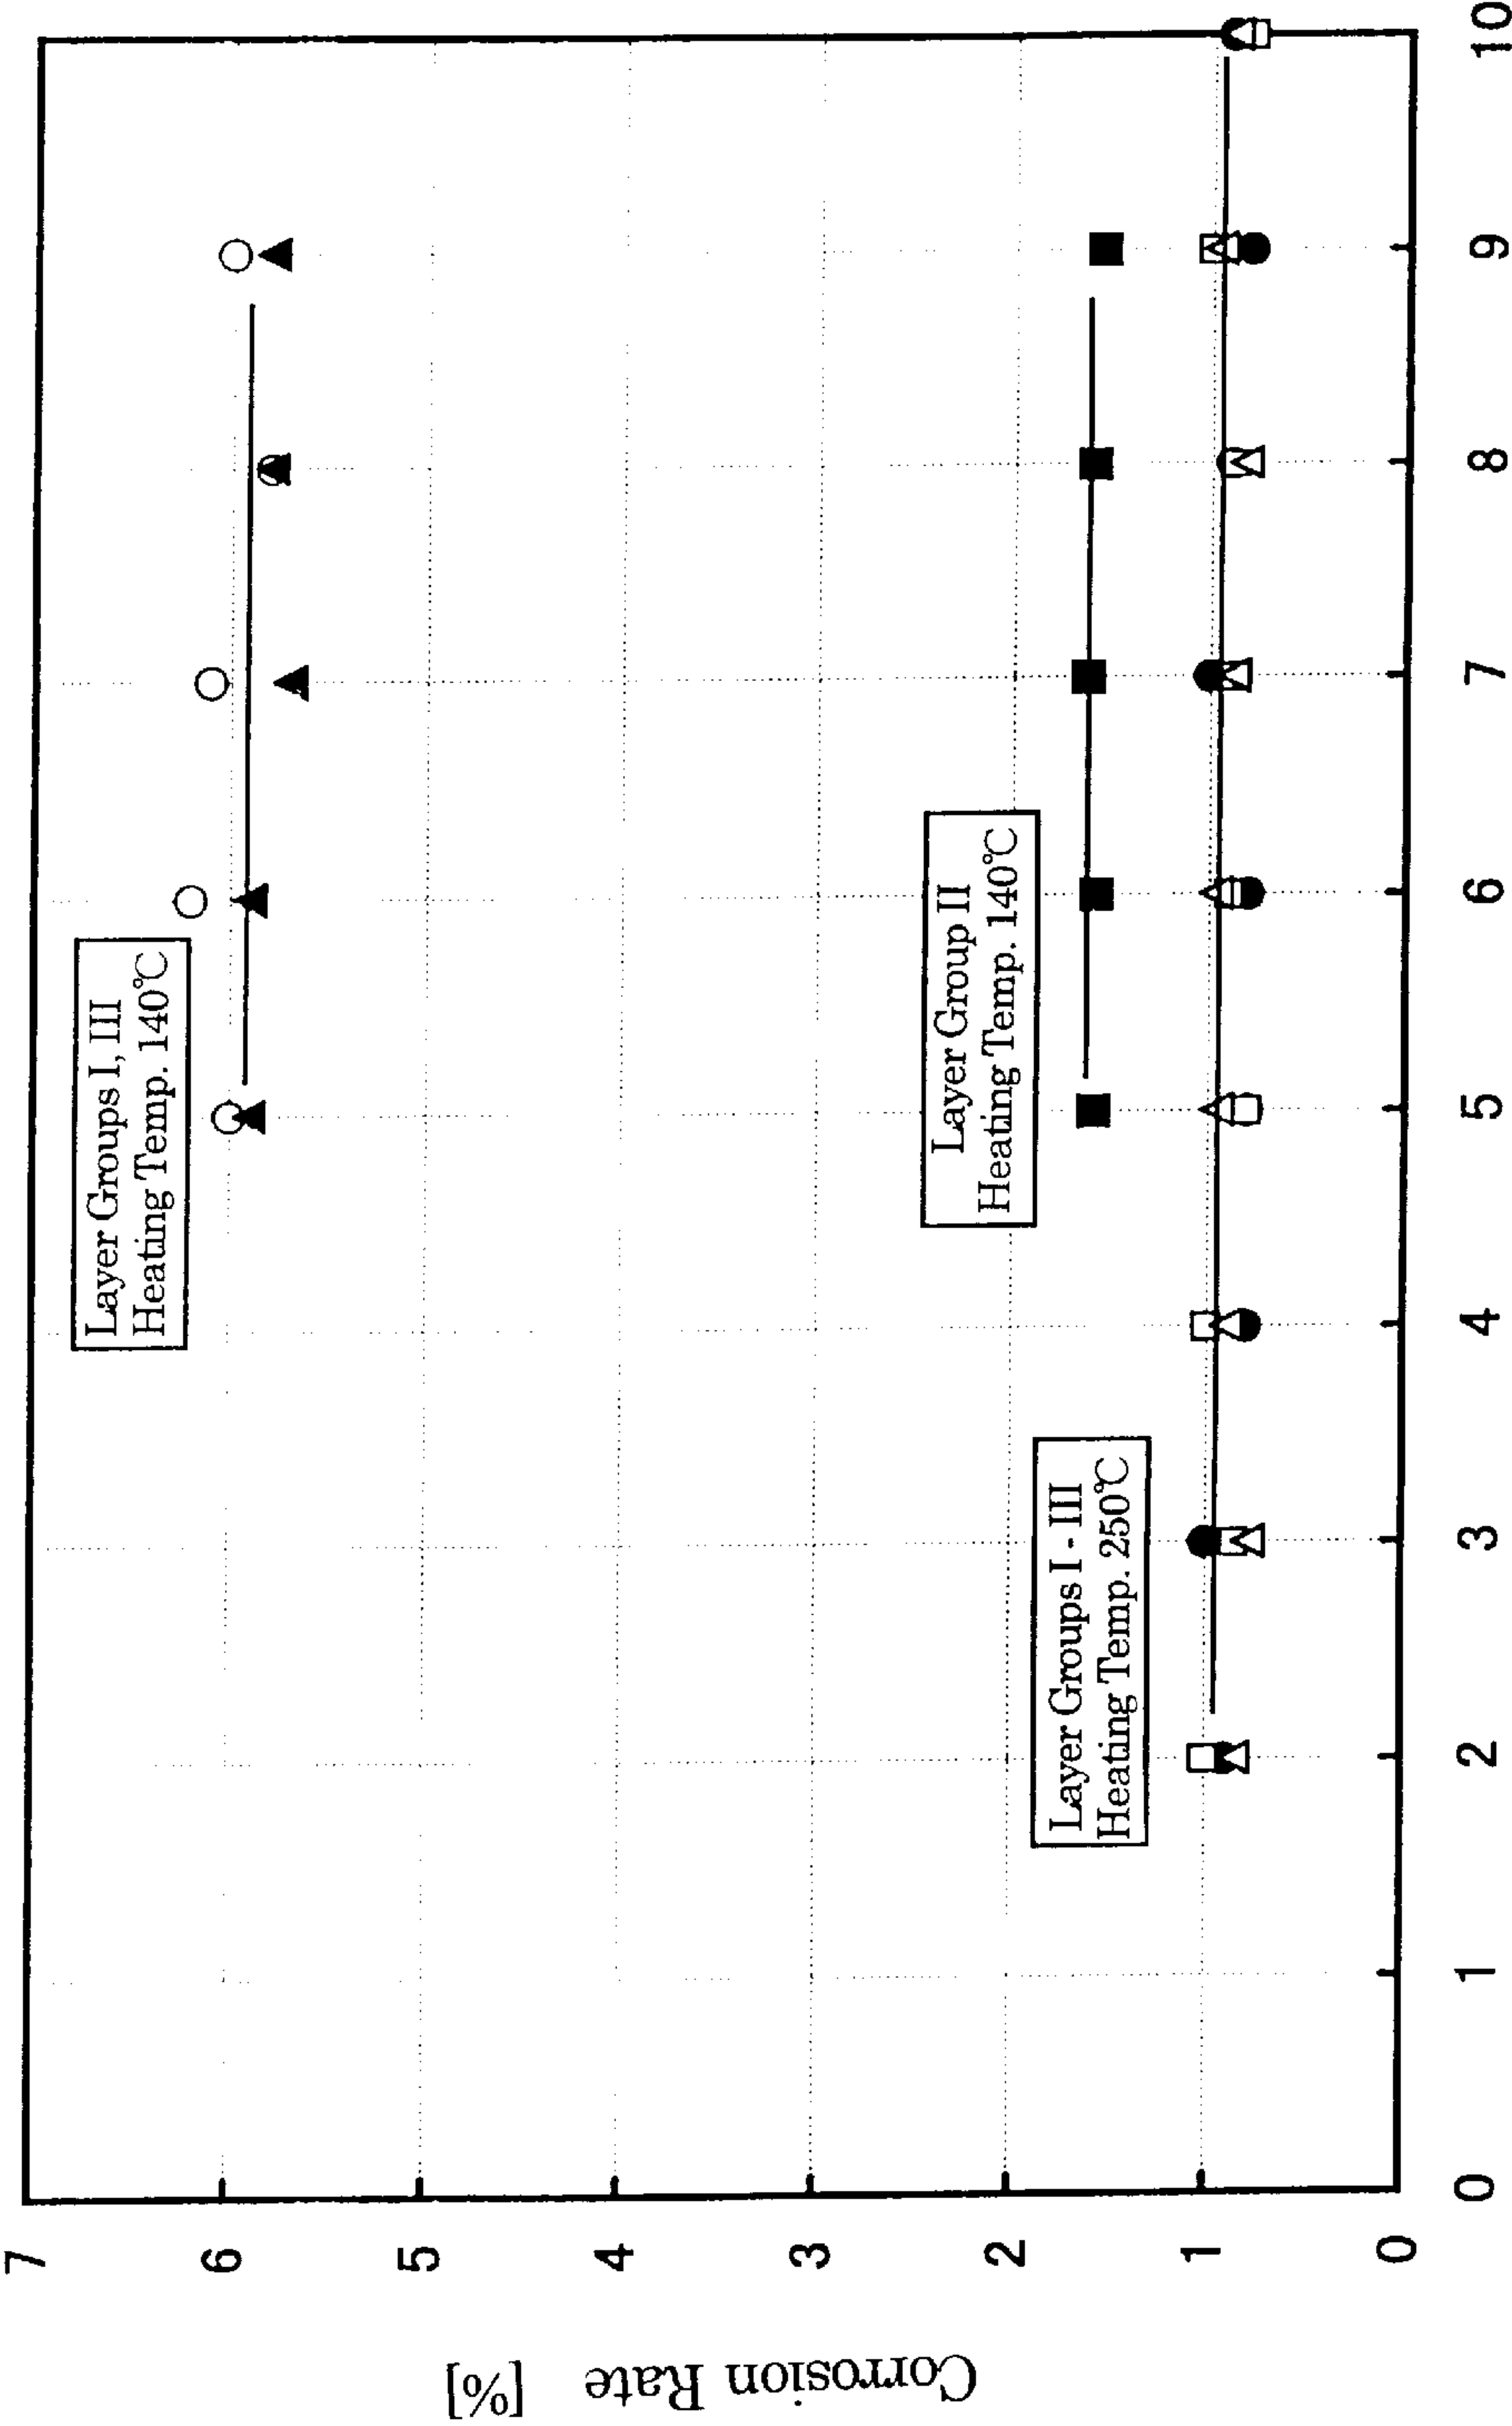 Corrosion Rate [%]
7
6
5
4
3
2
1
0
Layer Groups I, III
Heating Temp. 140℃
Layer Group II
Heating Temp. 140℃
Layer Groups I - III
Heating Temp. 250℃
0 1 2 3 4 5 6 7 8 9 10